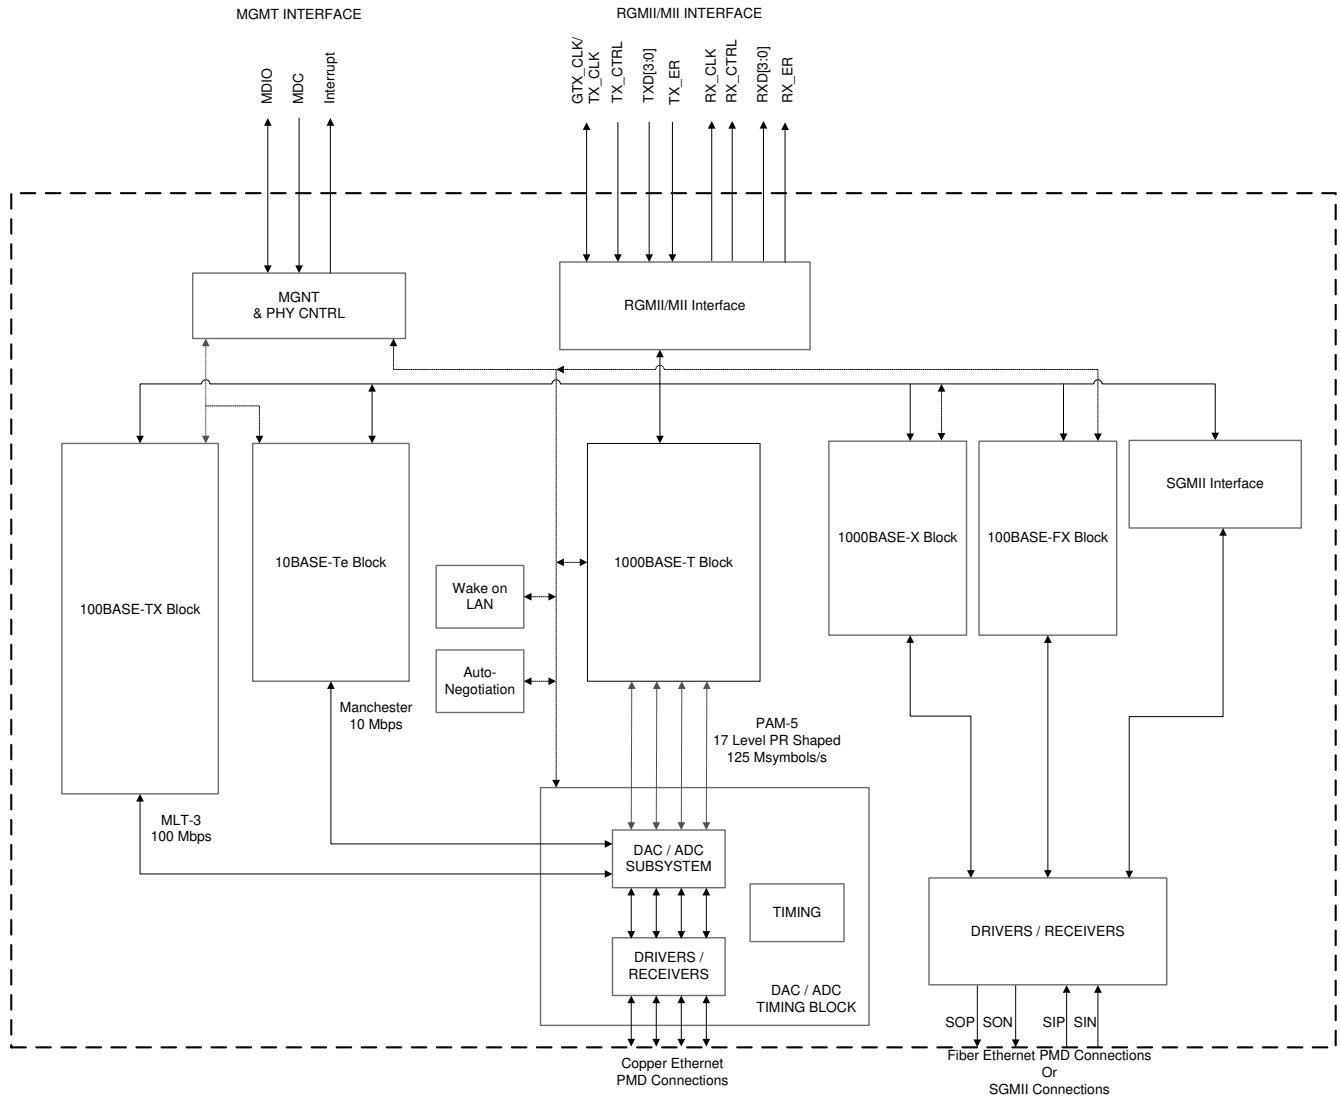 MGMT INTERFACE
RGMII/MII INTERFACE
MDIO
MDC
Interrupt
GTX_CLK/
TX_CLK
TX_CTRL
TXD[3:0]
TX_ER
RX_CLK
RX_CTRL
RXD[3:0]
RX_ER
MGNT
& PHY CNTRL
RGMII/MII Interface
100BASE-TX Block
10BASE-Te Block
Wake on
LAN
Auto-
Negotiation
1000BASE-T Block
1000BASE-X Block
100BASE-FX Block
SGMII Interface
Manchester
10 Mbps
PAM-5
17 Level PR Shaped
125 Msymbols/s
MLT-3
100 Mbps
DAC / ADC
SUBSYSTEM
TIMING
DRIVERS /
RECEIVERS
DAC / ADC
TIMING BLOCK
DRIVERS / RECEIVERS
SOP
SON
SIP
SIN
Copper Ethernet
PMD Connections
Fiber Ethernet PMD Connections
Or
SGMII Connections